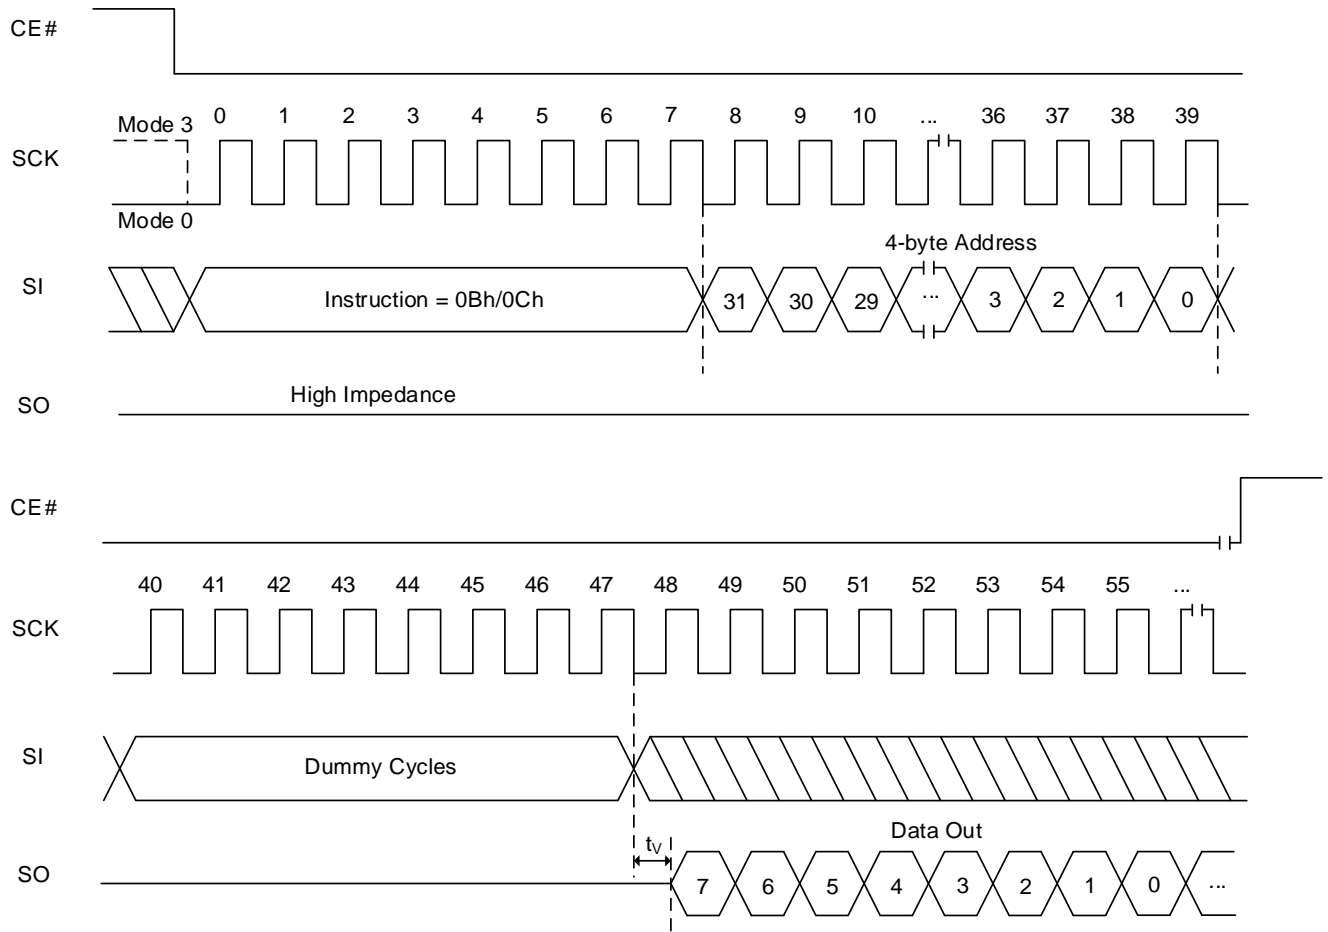 CE#
Mode 3 0 1 2 3 4 5 6 7 8 9 10 ... 36 37 38 39
SCK
Mode 0
4-byte Address
SI Instruction = 0Bh/0Ch 31 30 29 ... 3 2 1 0
High Impedance
SO
CE#
40 41 42 43 44 45 46 47 48 49 50 51 52 53 54 55 ...
SCK
SI Dummy Cycles
Data Out
tV
SO 7 6 5 4 3 2 1 0 ...